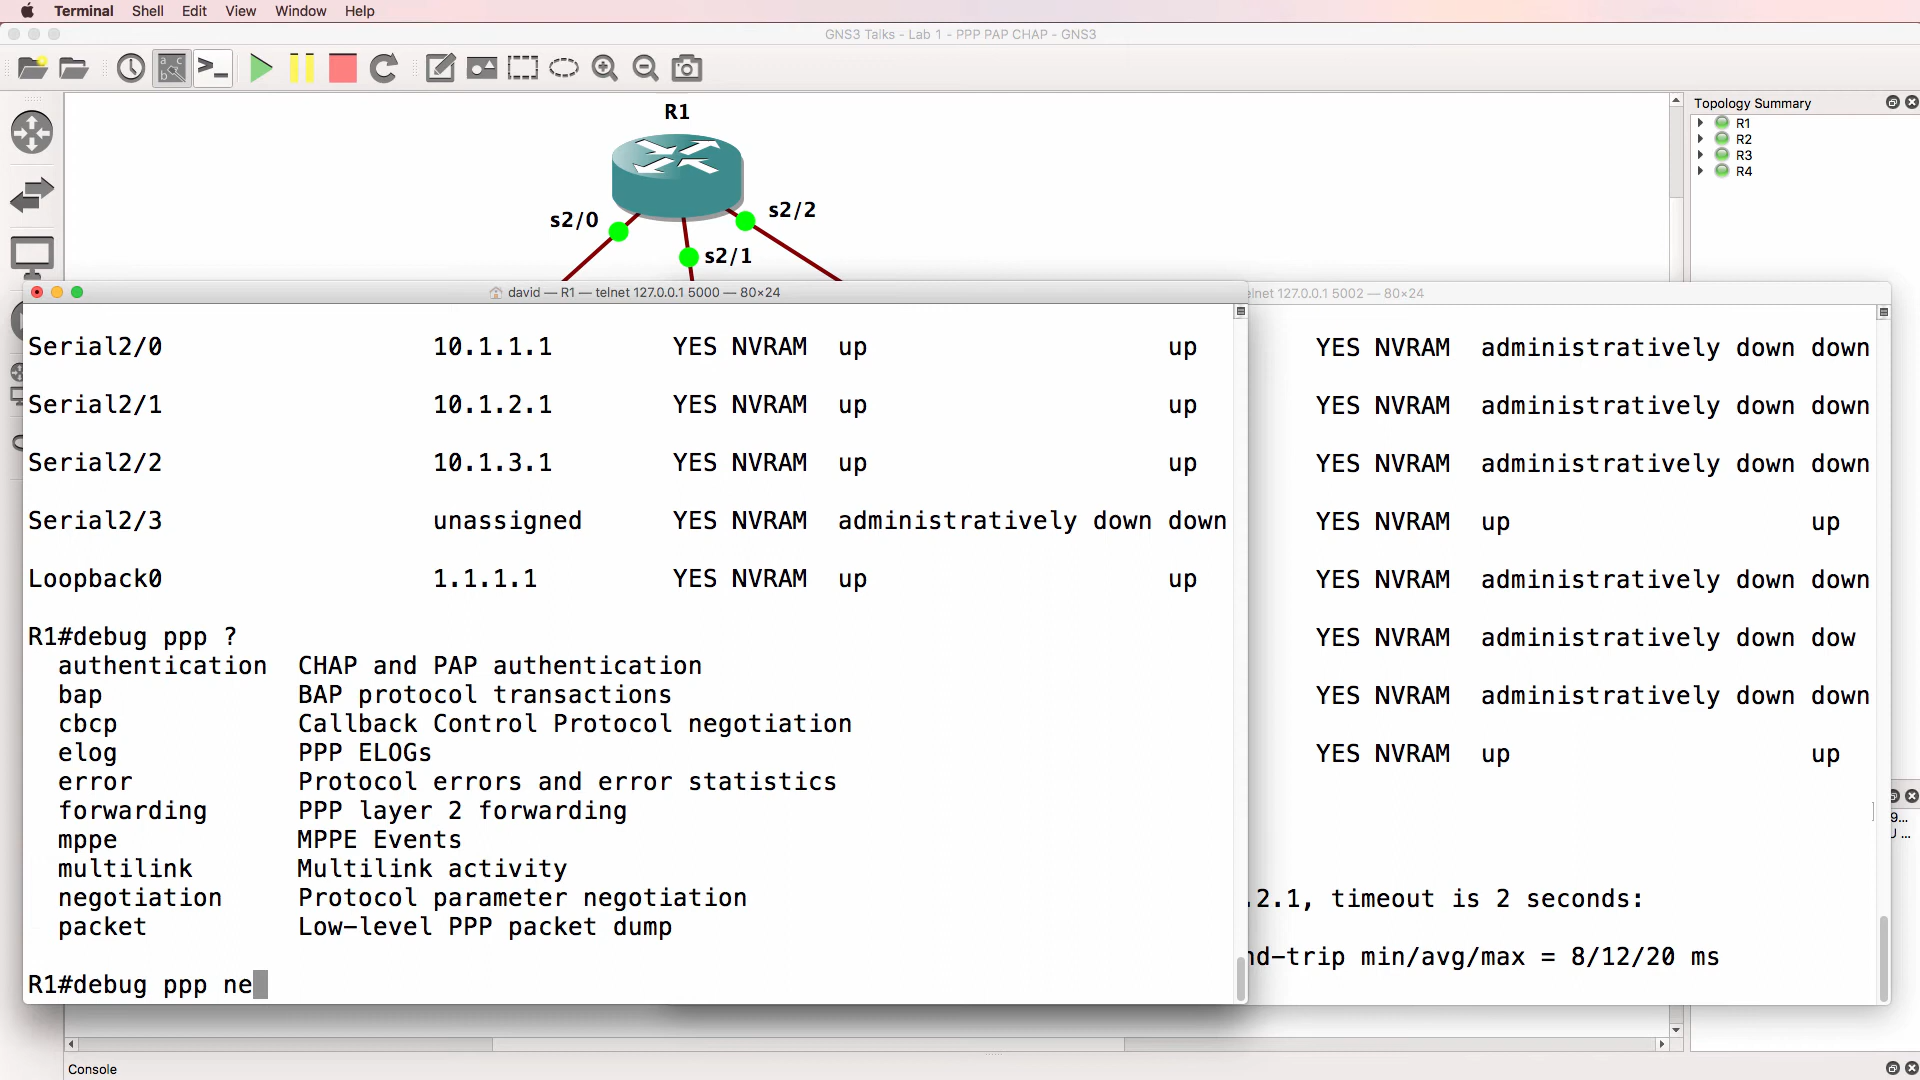 Terminal Shell Edit View Window Help
GNS3 Talks - Lab 1 - PPP PAP CHAP - GNS3
R1
s2/0
s2/2
s2/1
Topology Summary
R1
R2
R3
R4
david — R1 — telnet 127.0.0.1 5000 — 80×24
Serial2/0 10.1.1.1 YES NVRAM up up
Serial2/1 10.1.2.1 YES NVRAM up up
Serial2/2 10.1.3.1 YES NVRAM up up
Serial2/3 unassigned YES NVRAM administratively down down
Loopback0 1.1.1.1 YES NVRAM up up
R1#debug ppp ?
authentication CHAP and PAP authentication
bap BAP protocol transactions
cbcp Callback Control Protocol negotiation
elog PPP ELOGs
error Protocol errors and error statistics
forwarding PPP layer 2 forwarding
mppe MPPE Events
multilink Multilink activity
negotiation Protocol parameter negotiation
packet Low-level PPP packet dump
R1#debug ppp ne
elnet 127.0.0.1 5002 — 80×24
YES NVRAM administratively down down
YES NVRAM administratively down down
YES NVRAM administratively down down
YES NVRAM up up
YES NVRAM administratively down down
YES NVRAM administratively down dow
YES NVRAM administratively down down
YES NVRAM up up
.2.1, timeout is 2 seconds:
nd-trip min/avg/max = 8/12/20 ms
9...
Console